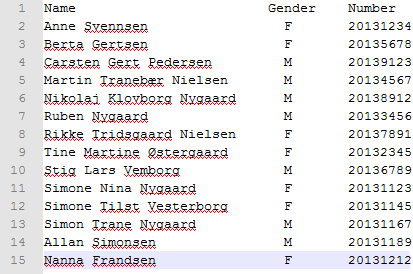 1 Name Gender Number
2 Anne Svennsen F 20131234
3 Berta Gertsen F 20135678
4 Carsten Gert Pedersen M 20139123
5 Martin Tranebær Nielsen M 20134567
6 Nikolaj Klovborg Nygaard M 20138912
7 Ruben Nygaard M 20133456
8 Rikke Tridsgaard Nielsen F 20137891
9 Tine Martine Østergaard F 20132345
10 Stig Lars Vemborg M 20136789
11 Simone Nina Nygaard F 20131123
12 Simone Tilst Vesterborg F 20131145
13 Simon Trane Nygaard M 20131167
14 Allan Simonsen M 20131189
15 Nanna Frandsen F 20131212